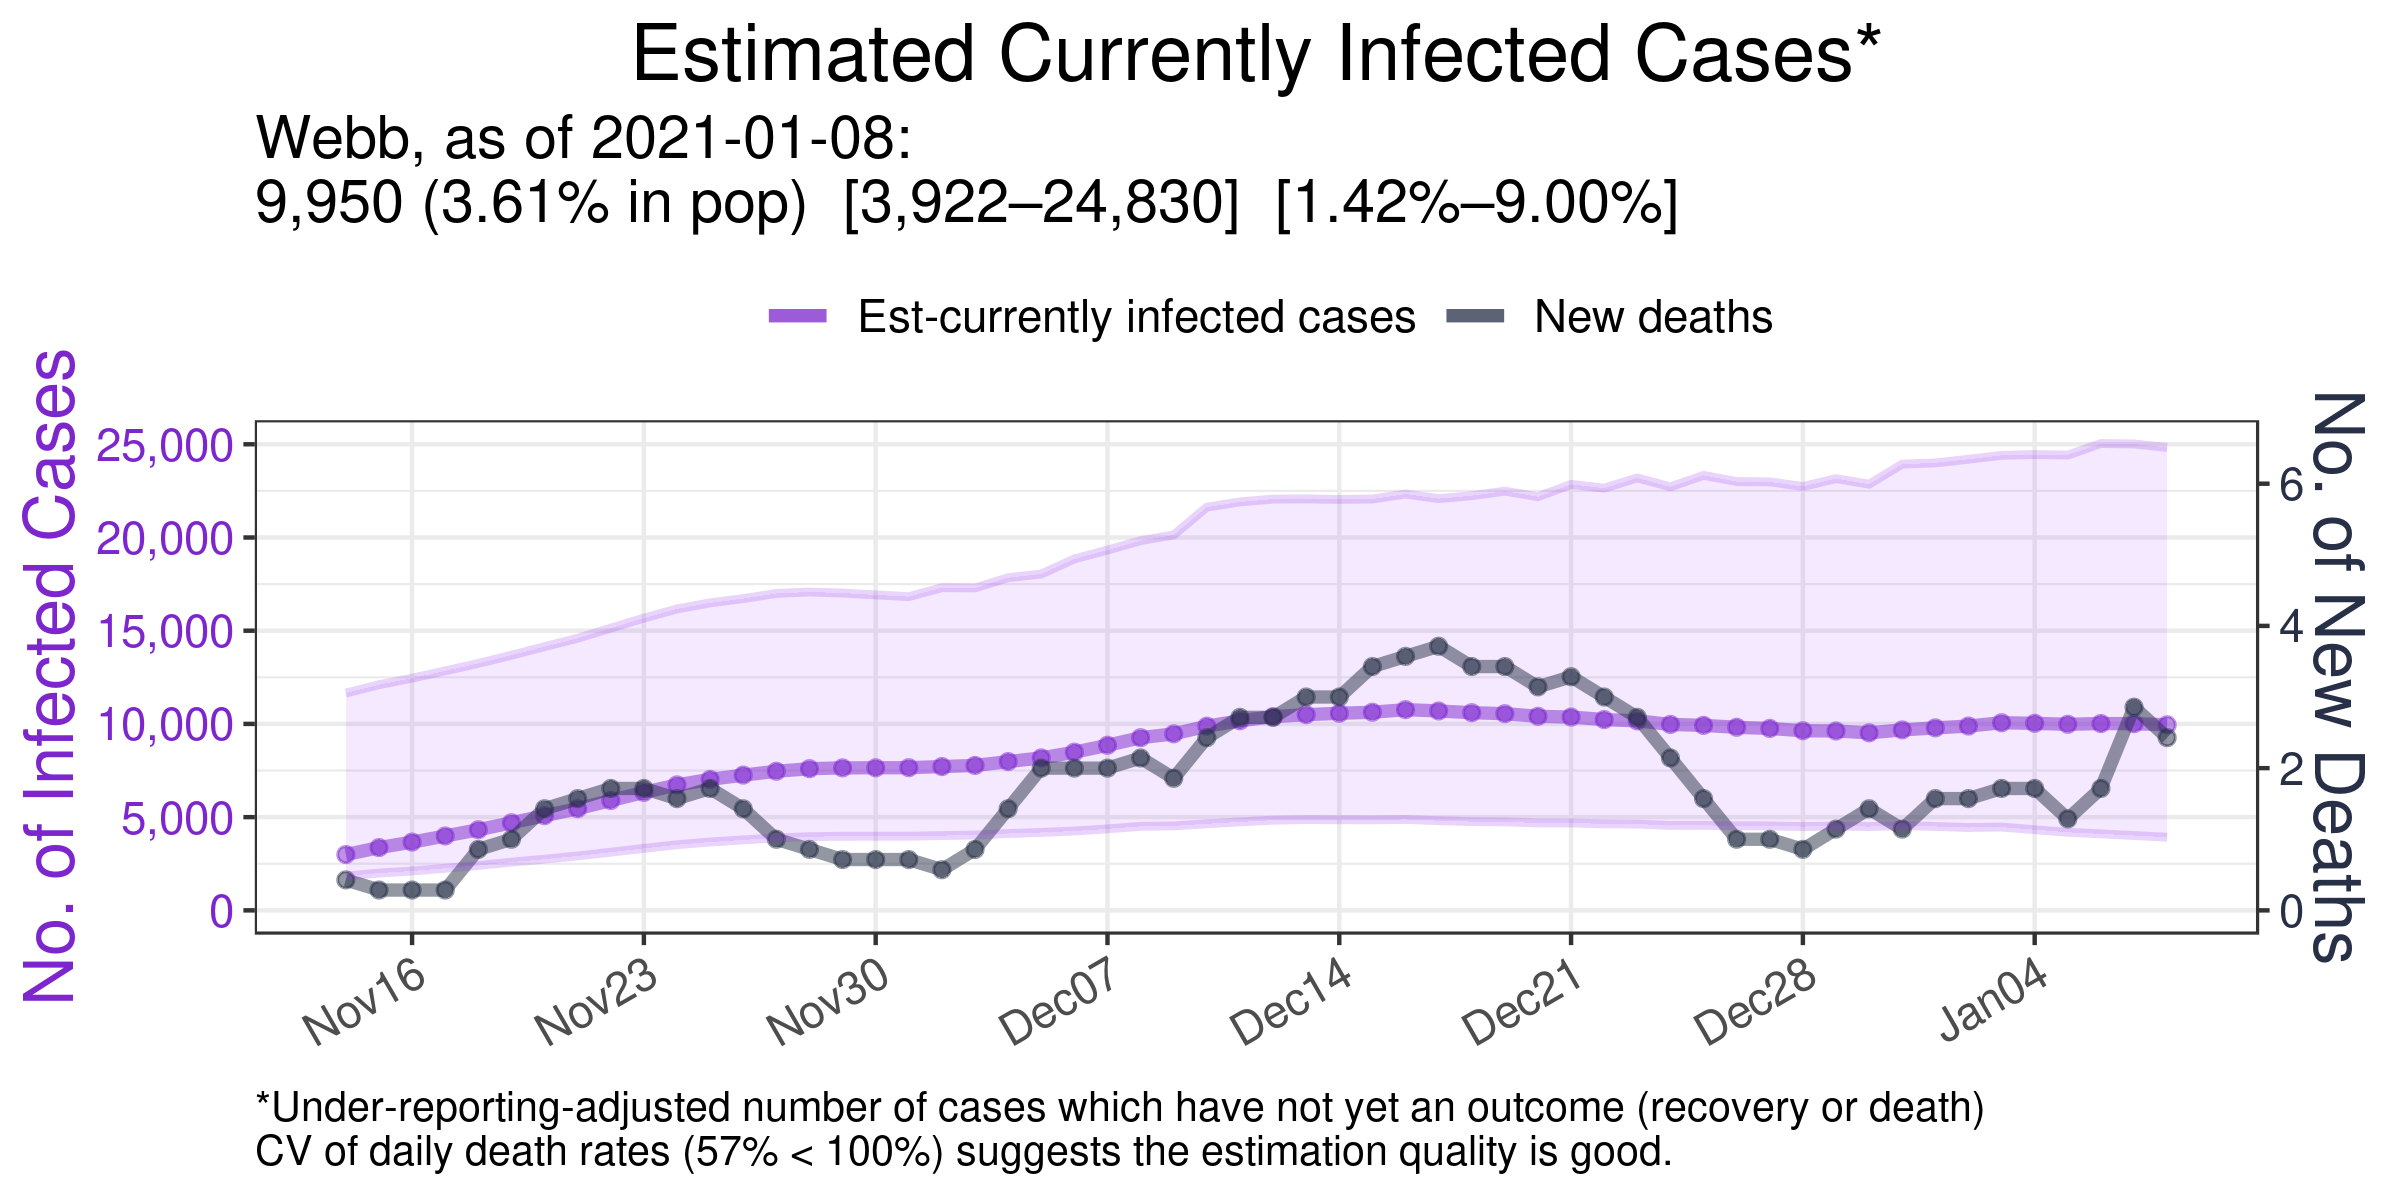 Estimated Currently Infected Cases*
Webb, as of 2021-01-08:
9,950 (3.61% in pop)  [3,922–24,830]  [1.42%–9.00%]
Est-currently infected cases
New deaths
No. of Infected Cases
25,000
20,000
15,000
10,000
5,000
0
6
4
2
0
No. of New Deaths
Nov16
Nov23
Nov30
Dec07
Dec14
Dec21
Dec28
Jan04
*Under-reporting-adjusted number of cases which have not yet an outcome (recovery or death)
CV of daily death rates (57% < 100%) suggests the estimation quality is good.